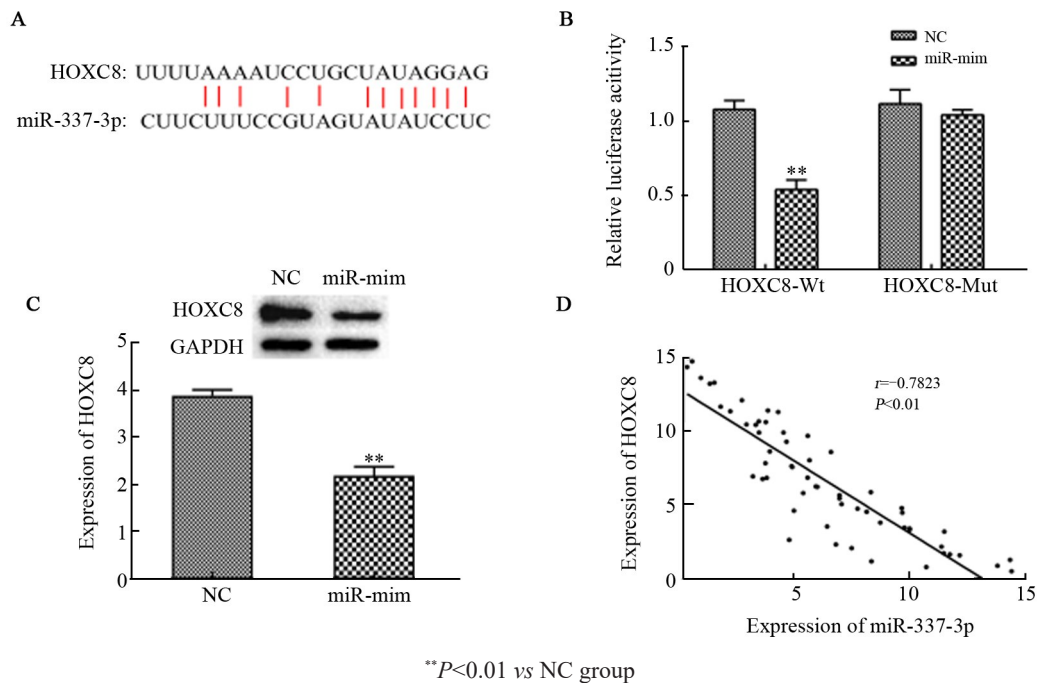 A
HOXC8: UUUUAAAAUCCUGCUAUAGGAG
miR-337-3p: CUUCUUUCCGUAGUAUAUCCUC
B
NC
miR-mim
Relative luciferase acitivity
1.5
1.0
0.5
0
**
HOXC8-Wt HOXC8-Mut
C
NC miR-mim
HOXC8
GAPDH
Expression of HOXC8
5
4
3
2
1
0
**
NC miR-mim
D
Expression of HOXC8
15
10
5
0
r=−0.7823
P<0.01
5 10 15
Expression of miR-337-3p
**P<0.01 vs NC group